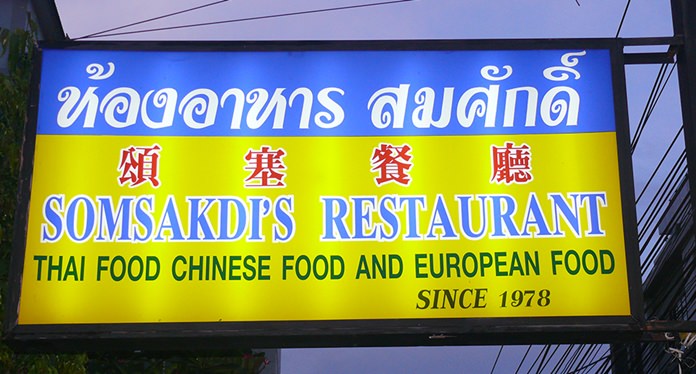 ห้องอาหาร สมศักดิ์
頌塞餐廳
SOMSAKDI'S RESTAURANT
THAI FOOD CHINESE FOOD AND EUROPEAN FOOD
SINCE 1978